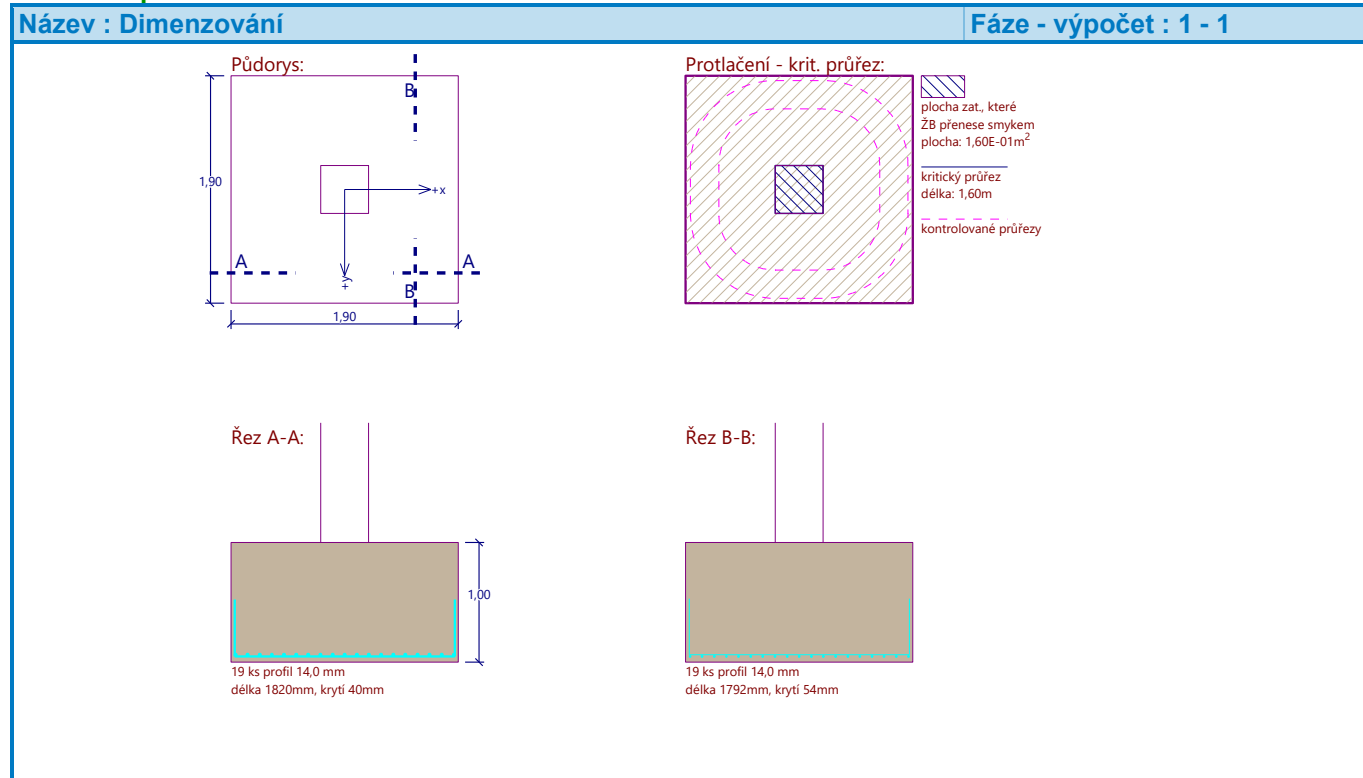 Název : Dimenzování
Fáze - výpočet : 1 - 1
Půdorys:
B
1,90
+x
A
A
+y
B
1,90
Protlačení - krit. průřez:
plocha zat., které
ŽB přenese smykem
plocha: 1,60E-01m²
kritický průřez
délka: 1,60m
kontrolované průřezy
Řez A-A:
1,00
19 ks profil 14,0 mm
délka 1820mm, krytí 40mm
Řez B-B:
19 ks profil 14,0 mm
délka 1792mm, krytí 54mm